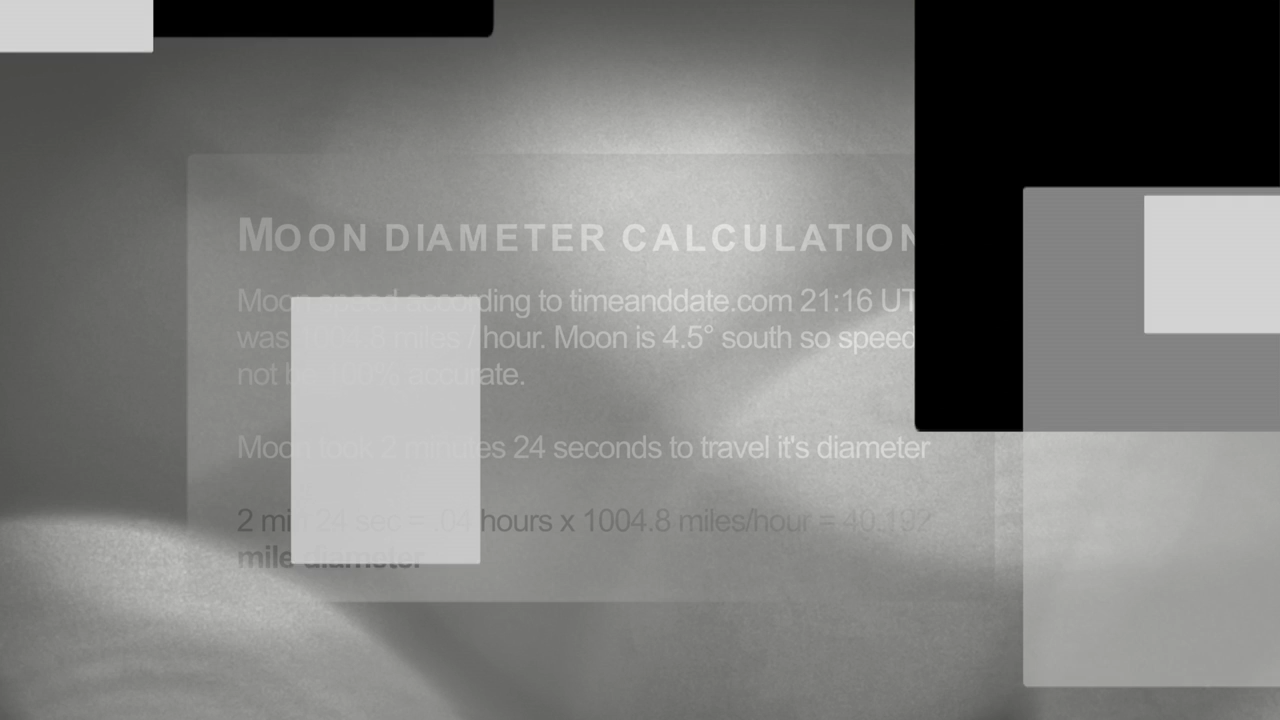 MOON DIAMETER CALCULATION
Moon speed according to timeanddate.com 21:16 UT
was 1004.8 miles / hour. Moon is 4.5° south so speed
not be 100% accurate.
Moon took 2 minutes 24 seconds to travel it's diameter
2 min 24 sec = .04 hours x 1004.8 miles/hour = 40.192
mile diameter